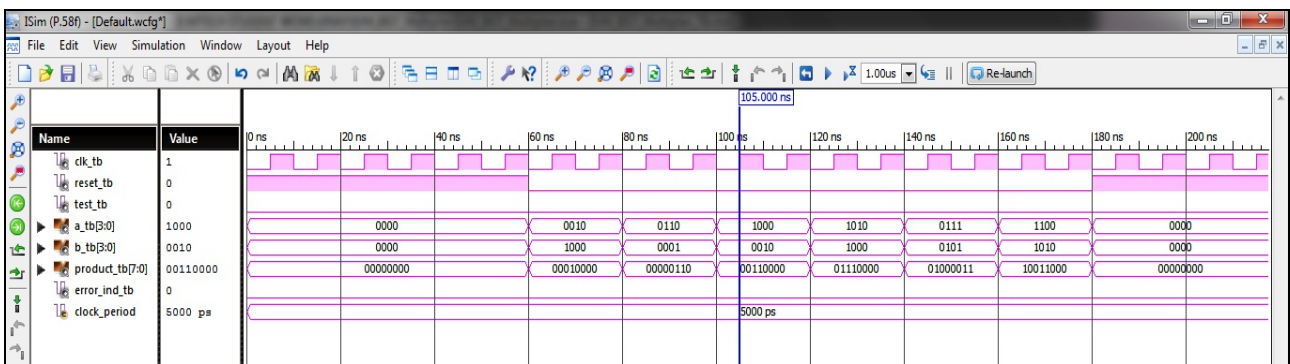 ISim (P.58f) - [Default.wcfg*]
File Edit View Simulation Window Layout Help
1.00us Re-launch
105.000 ns
Name Value 0 ns 20 ns 40 ns 60 ns 80 ns 100 ns 120 ns 140 ns 160 ns 180 ns 200 ns
clk_tb 1
reset_tb 0
test_tb 0
a_tb[3:0] 1000 0000 0010 0110 1000 1010 0111 1100 0000
b_tb[3:0] 0010 0000 1000 0001 0010 1000 0101 1010 0000
product_tb[7:0] 00110000 00000000 00010000 00000110 00110000 01110000 01000011 10011000 00000000
error_ind_tb 0
clock_period 5000 ps 5000 ps